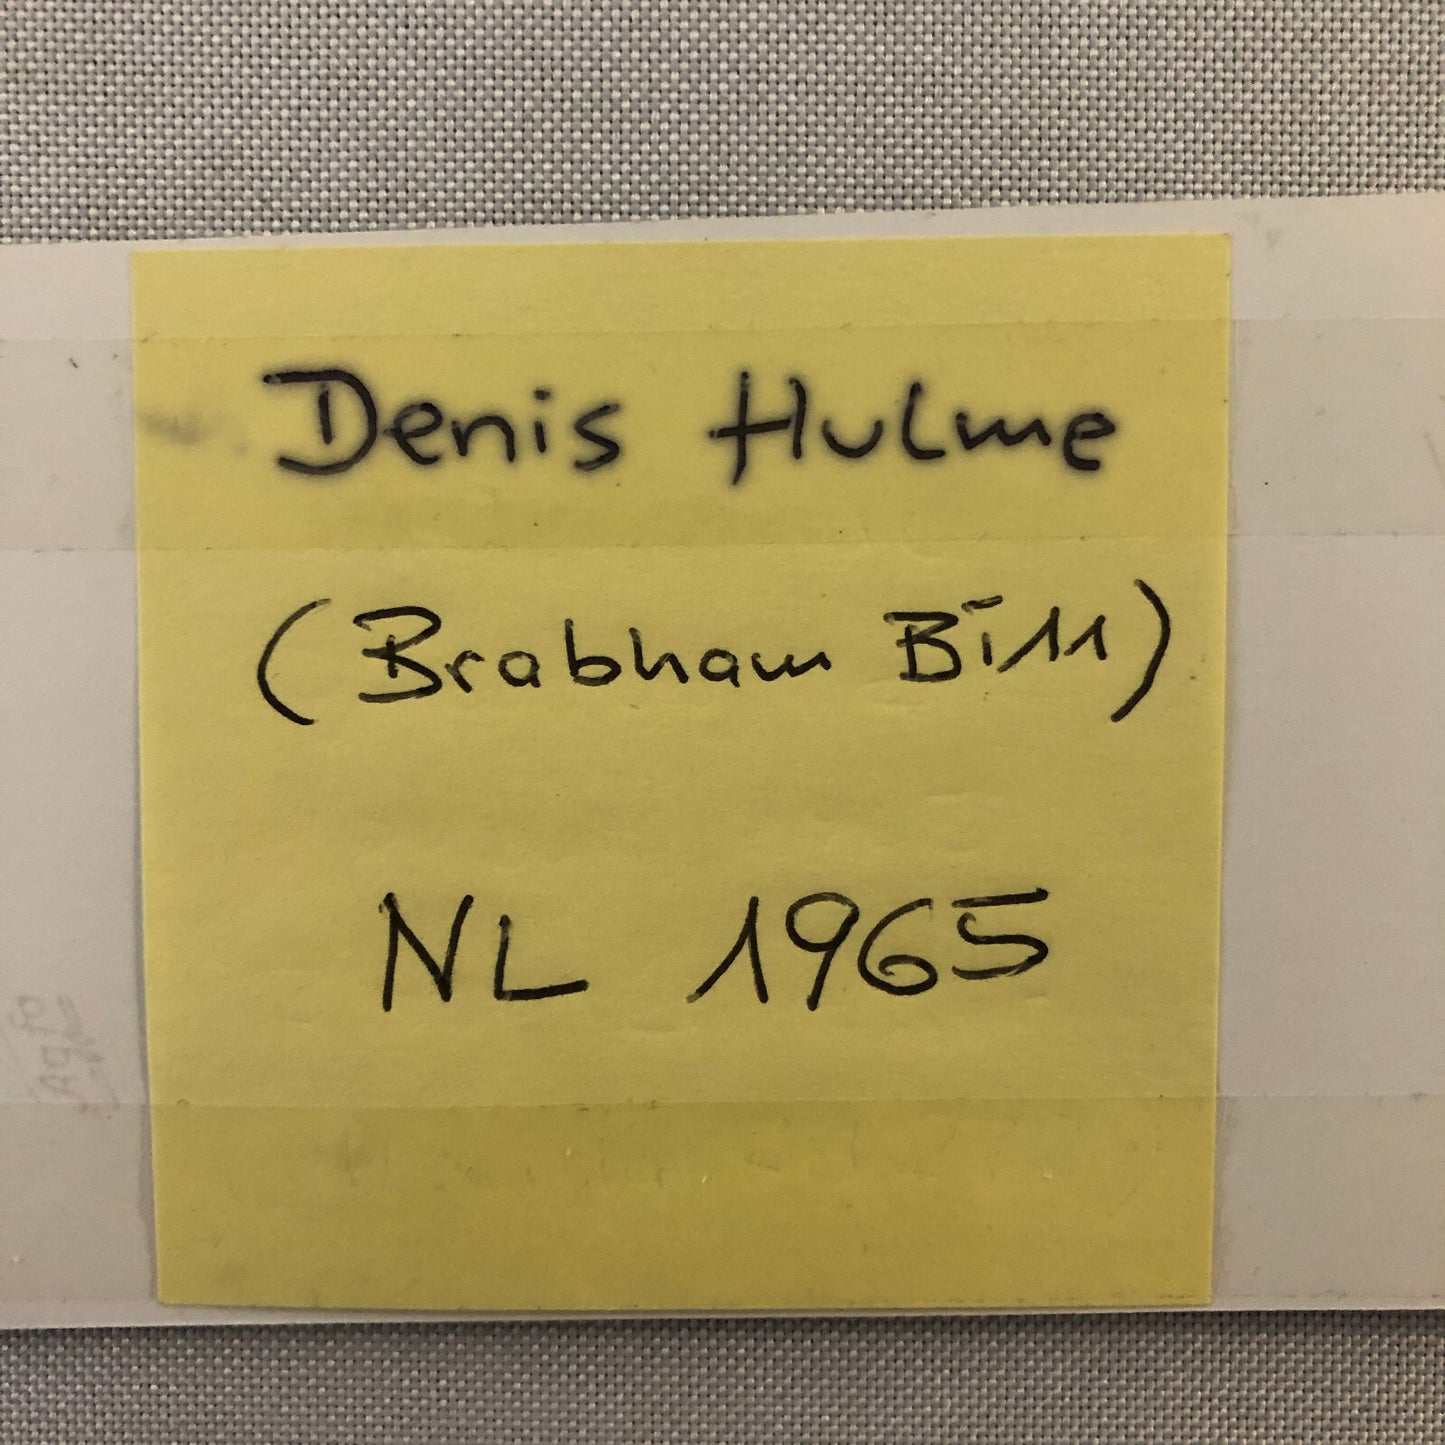 Denis Hulme
(Brabham BT11)
NL 1965